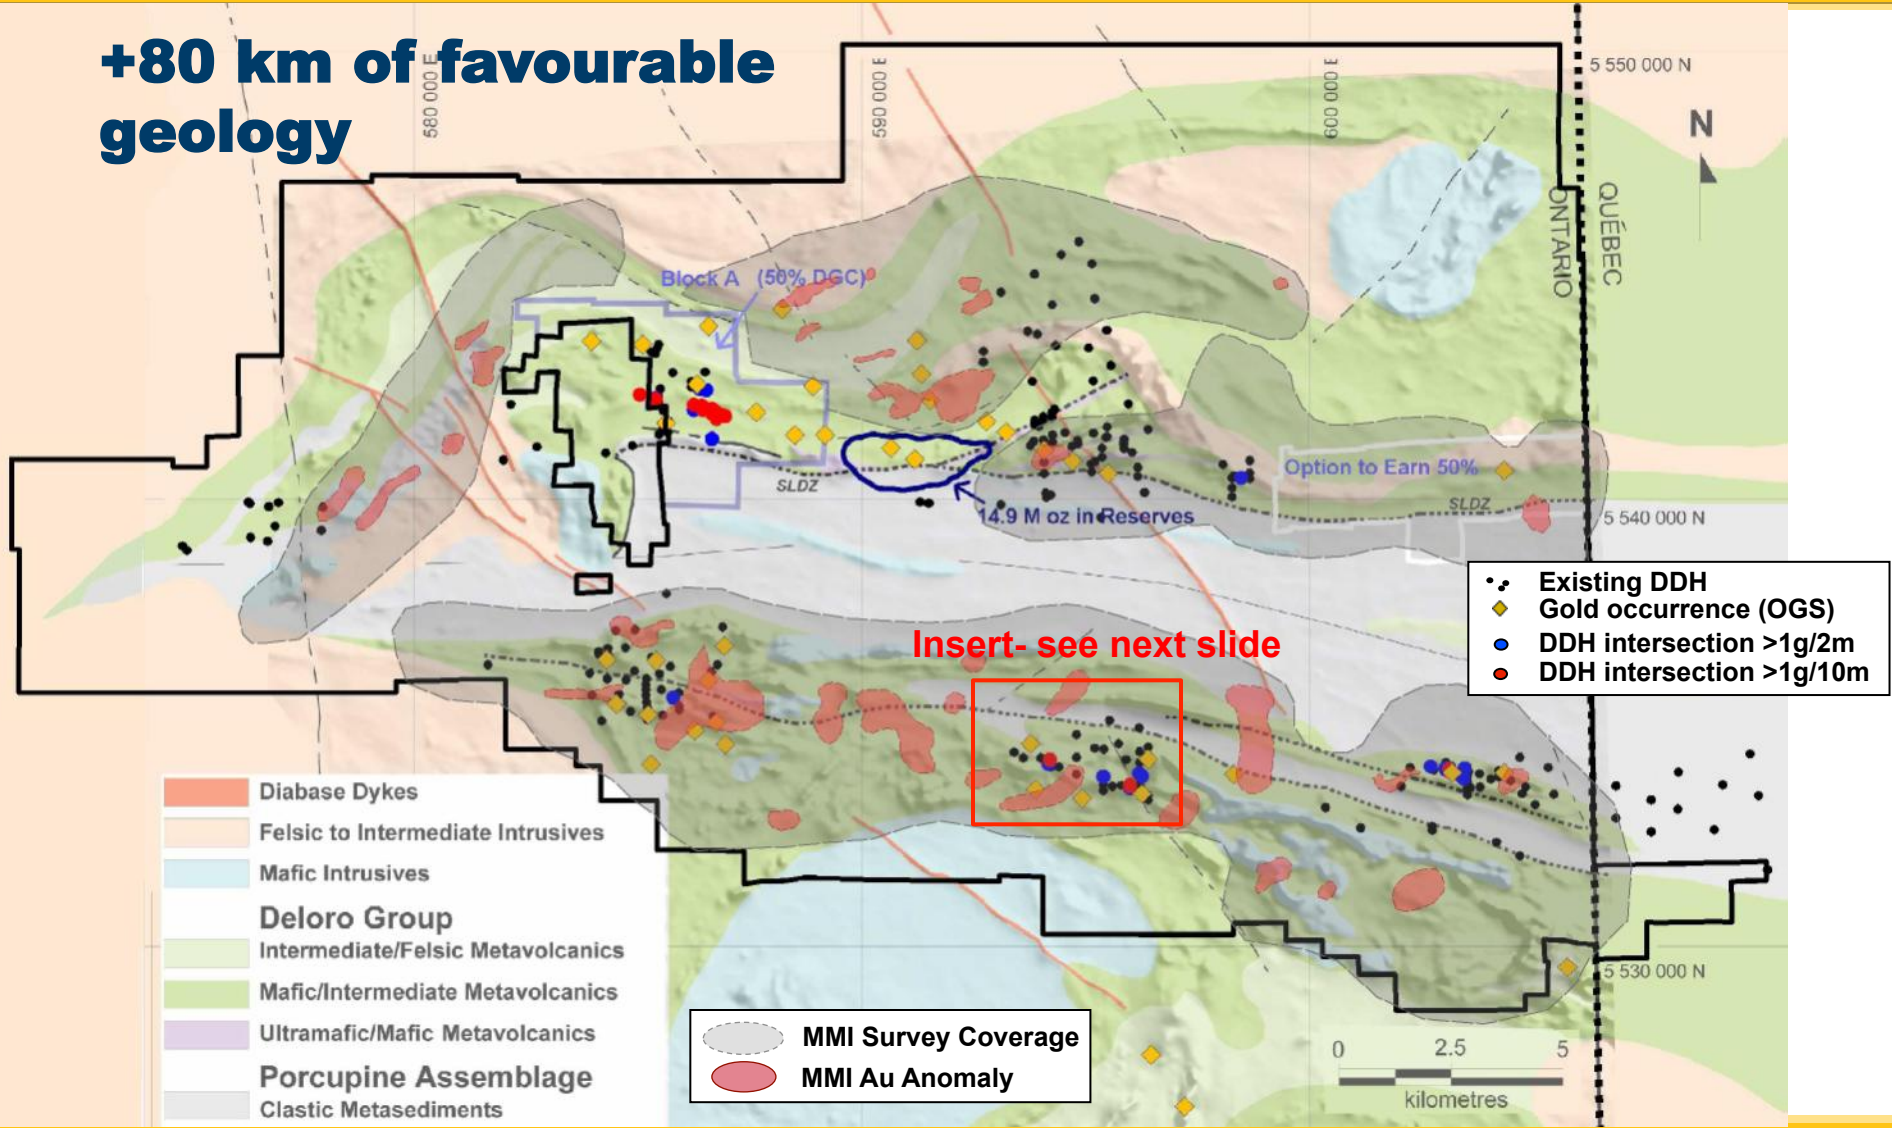 +80 km of favourable
geology
580 000 E
590 000 E
600 000 E
5 550 000 N
N
ONTARIO
QUÉBEC
Block A (50% DGC)
Option to Earn 50%
SLDZ
SLDZ
14.9 M oz in Reserves
5 540 000 N
Existing DDH
Gold occurrence (OGS)
DDH intersection >1g/2m
DDH intersection >1g/10m
Insert- see next slide
Diabase Dykes
Felsic to Intermediate Intrusives
Mafic Intrusives
Deloro Group
Intermediate/Felsic Metavolcanics
Mafic/Intermediate Metavolcanics
Ultramafic/Mafic Metavolcanics
Porcupine Assemblage
Clastic Metasediments
5 530 000 N
MMI Survey Coverage
MMI Au Anomaly
0 2.5 5
kilometres